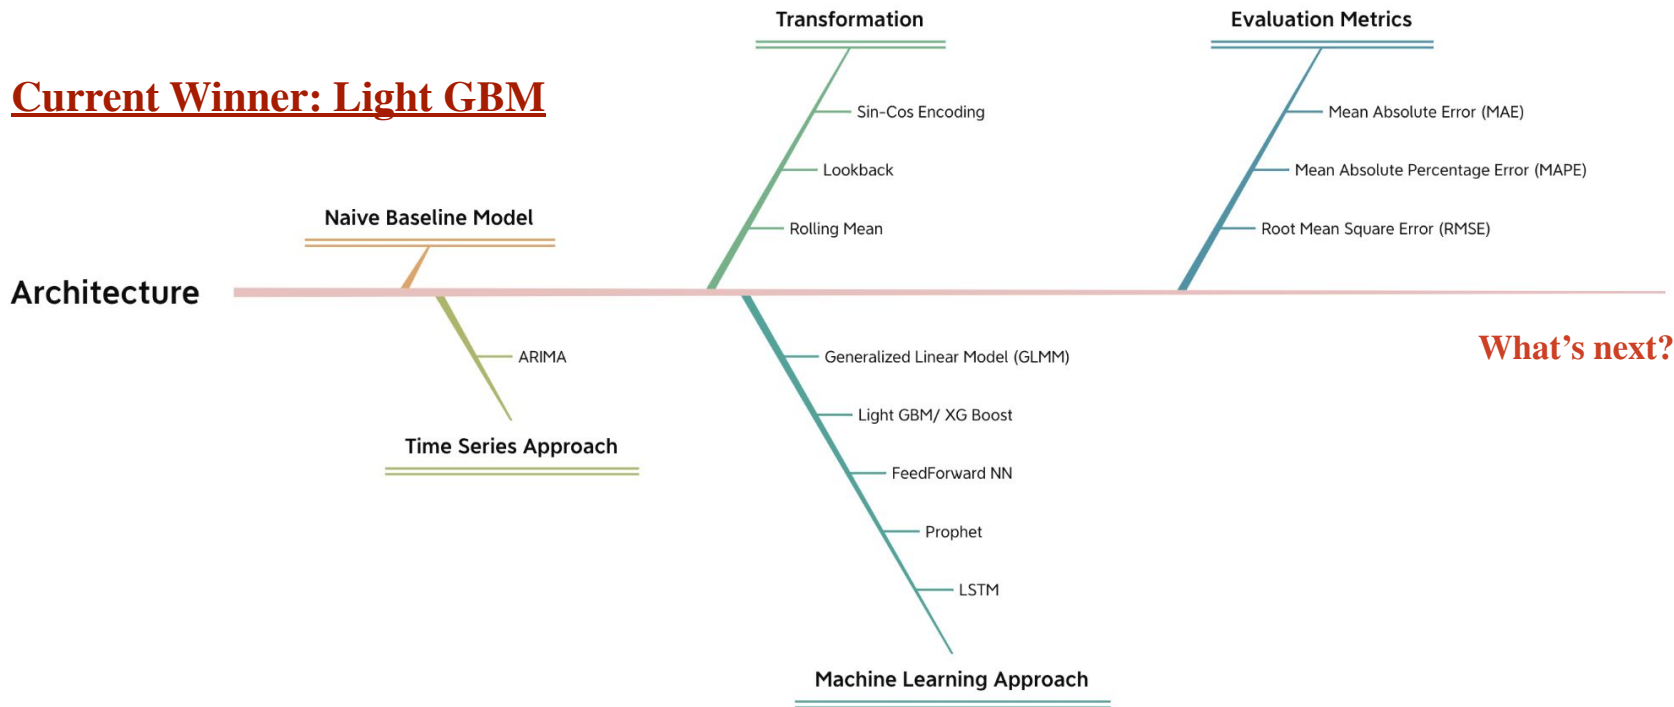 Current Winner: Light GBM
Architecture
Naive Baseline Model
Time Series Approach
ARIMA
Transformation
Sin-Cos Encoding
Lookback
Rolling Mean
Machine Learning Approach
Generalized Linear Model (GLMM)
Light GBM/ XG Boost
FeedForward NN
Prophet
LSTM
Evaluation Metrics
Mean Absolute Error (MAE)
Mean Absolute Percentage Error (MAPE)
Root Mean Square Error (RMSE)
What’s next?